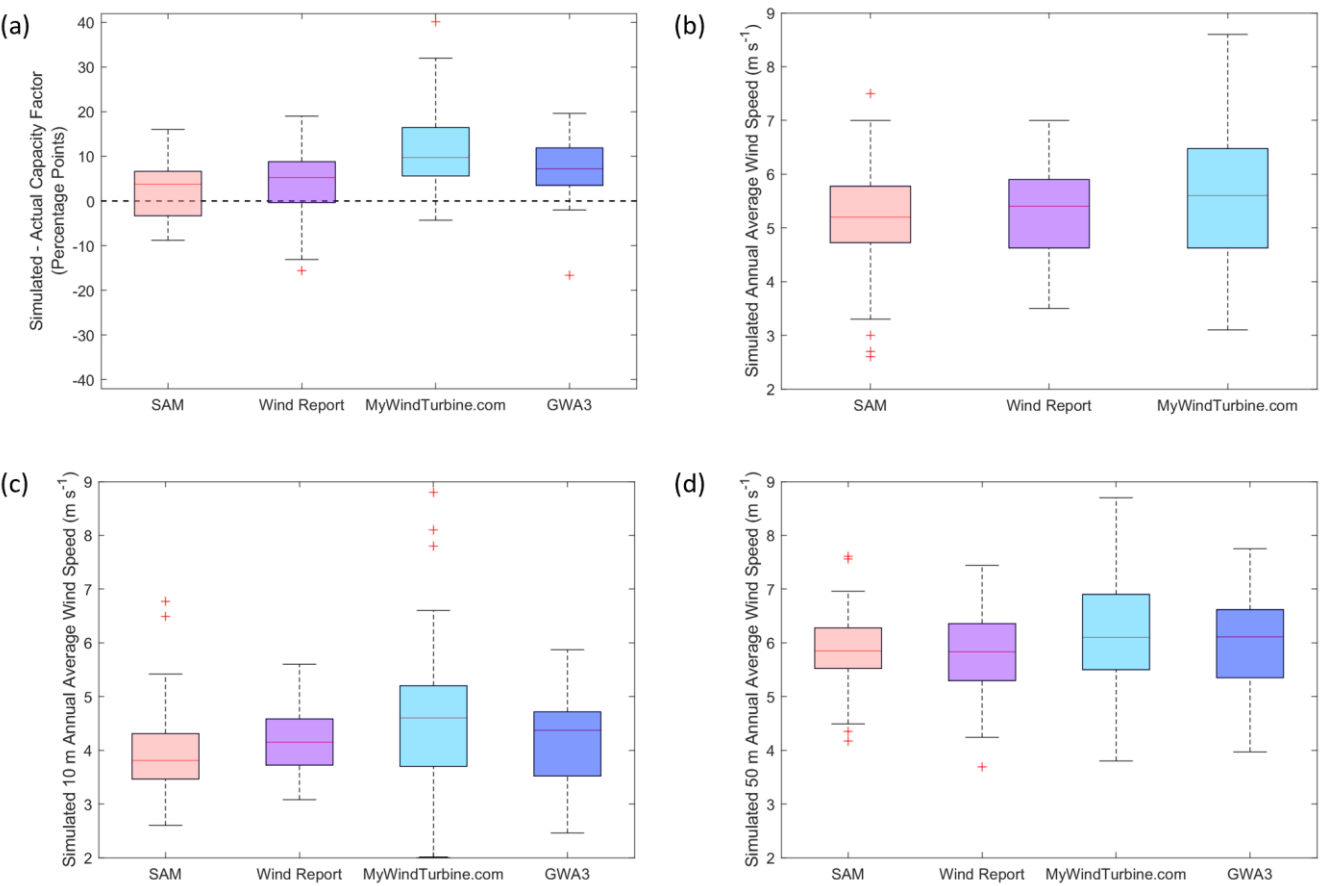 (a)
Simulated - Actual Capacity Factor
(Percentage Points)
40
30
20
10
0
-10
-20
-30
-40
SAM
Wind Report
MyWindTurbine.com
GWA3
(b)
Simulated Annual Average Wind Speed (m s⁻¹)
9
8
7
6
5
4
3
2
SAM
Wind Report
MyWindTurbine.com
(c)
Simulated 10 m Annual Average Wind Speed (m s⁻¹)
9
8
7
6
5
4
3
2
SAM
Wind Report
MyWindTurbine.com
GWA3
(d)
Simulated 50 m Annual Average Wind Speed (m s⁻¹)
9
8
7
6
5
4
3
2
SAM
Wind Report
MyWindTurbine.com
GWA3